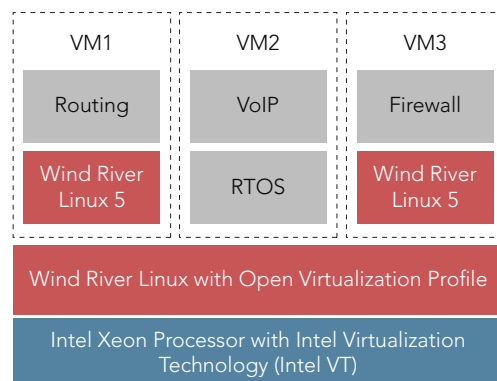 VM1
VM2
VM3
Routing
VoIP
Firewall
Wind River
Linux 5
RTOS
Wind River
Linux 5
Wind River Linux with Open Virtualization Profile
Intel Xeon Processor with Intel Virtualization
Technology (Intel VT)